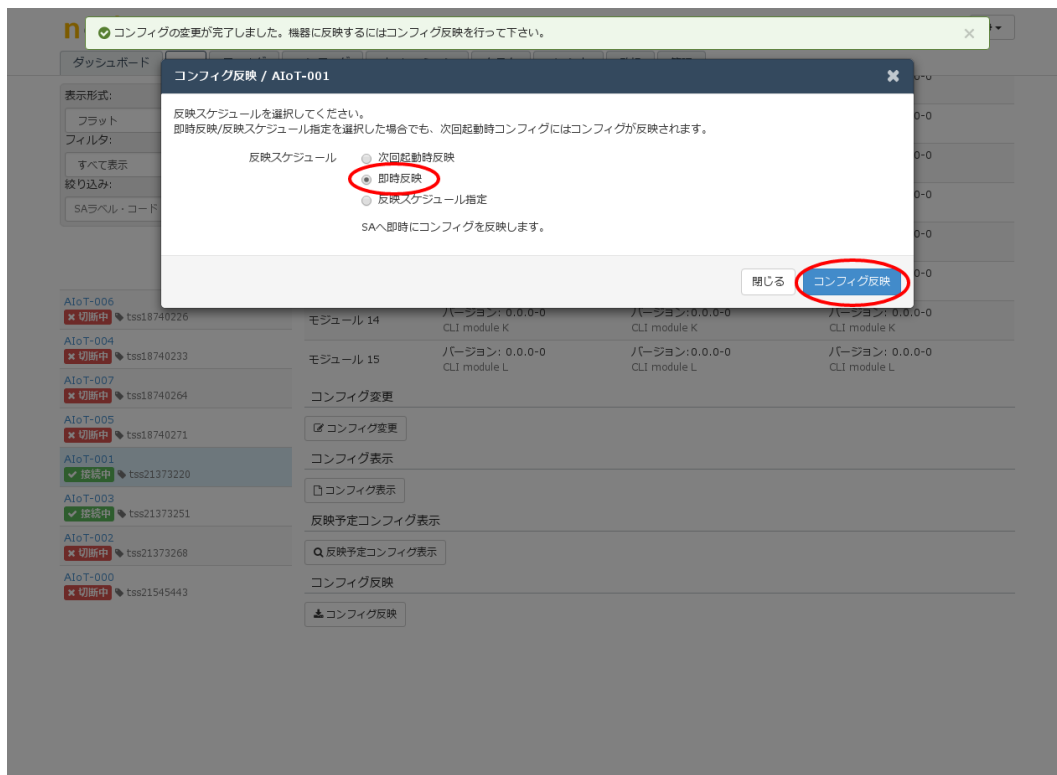 n
コンフィグの変更が完了しました。機器に反映するにはコンフィグ反映を行って下さい。
×
ダッシュボード
コンフィグ反映 / AIoT-001
反映スケジュールを選択してください。
即時反映/反映スケジュール指定を選択した場合でも、次回起動時コンフィグにはコンフィグが反映されます。
反映スケジュール
次回起動時反映
即時反映
反映スケジュール指定
SAへ即時にコンフィグを反映します。
閉じる
コンフィグ反映
表示形式:
フラット
フィルタ:
すべて表示
絞り込み:
SAラベル・コード
AIoT-006
切断中 tss18740226
AIoT-004
切断中 tss18740233
AIoT-007
切断中 tss18740264
AIoT-005
切断中 tss18740271
AIoT-001
接続中 tss21373220
AIoT-003
接続中 tss21373251
AIoT-002
切断中 tss21373268
AIoT-000
切断中 tss21545443
0-0
0-0
0-0
0-0
0-0
モジュール 14 バージョン: 0.0.0-0 バージョン:0.0.0-0 バージョン: 0.0.0-0
CLI module K CLI module K CLI module K
モジュール 15 バージョン: 0.0.0-0 バージョン:0.0.0-0 バージョン: 0.0.0-0
CLI module L CLI module L CLI module L
コンフィグ変更
コンフィグ変更
コンフィグ表示
コンフィグ表示
反映予定コンフィグ表示
反映予定コンフィグ表示
コンフィグ反映
コンフィグ反映